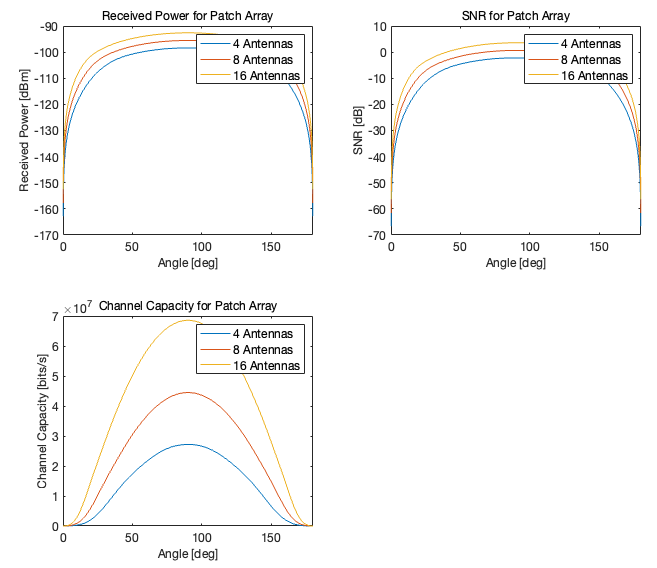 Received Power for Patch Array
-90
-100
-110
-120
-130
-140
-150
-160
-170
Received Power [dBm]
0
50
100
150
Angle [deg]
4 Antennas
8 Antennas
16 Antennas
SNR for Patch Array
10
0
-10
-20
-30
-40
-50
-60
-70
SNR [dB]
0
50
100
150
Angle [deg]
4 Antennas
8 Antennas
16 Antennas
Channel Capacity for Patch Array
×10⁷
7
6
5
4
3
2
1
0
Channel Capacity [bits/s]
0
50
100
150
Angle [deg]
4 Antennas
8 Antennas
16 Antennas